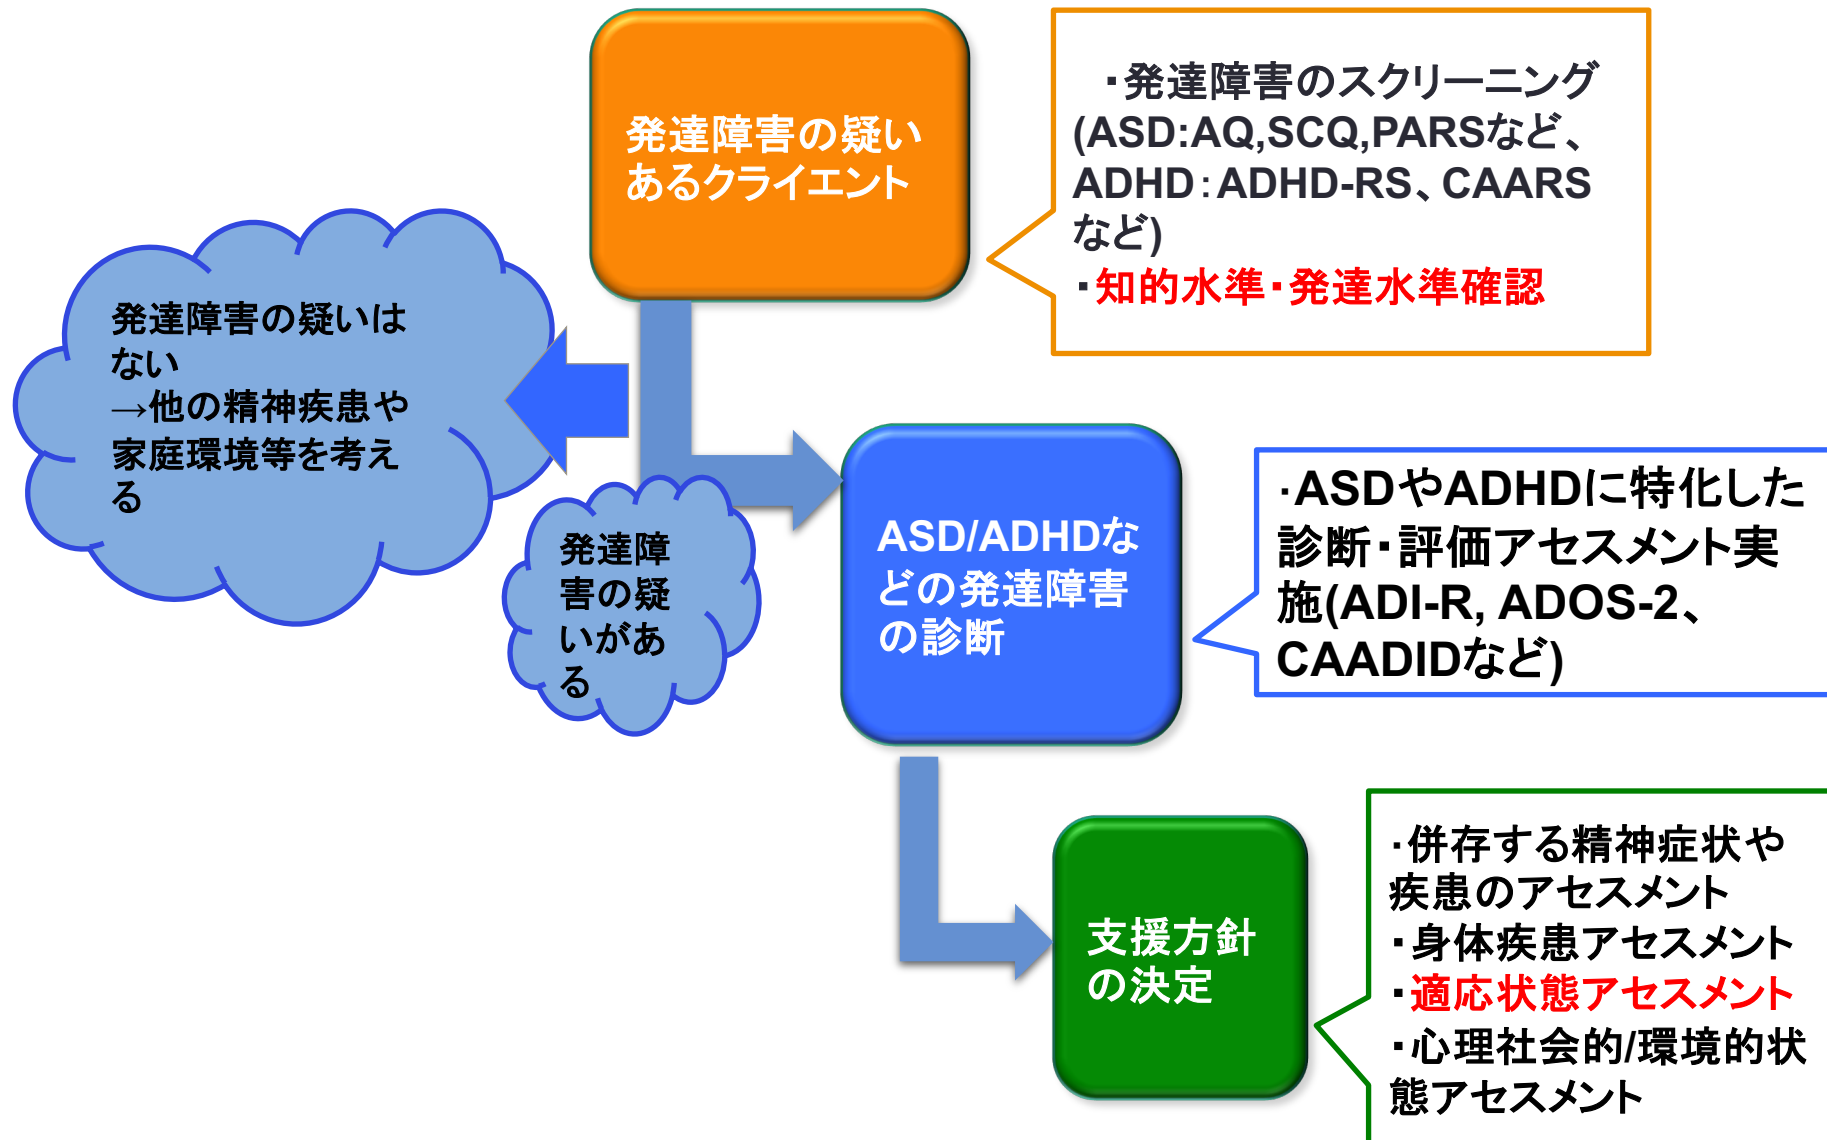 発達障害の疑い
あるクライエント
・発達障害のスクリーニング
(ASD:AQ,SCQ,PARSなど、
ADHD：ADHD-RS、CAARS
など)
・知的水準・発達水準確認
発達障害の疑いは
ない
→他の精神疾患や
家庭環境等を考え
る
発達障
害の疑
いがあ
る
ASD/ADHDな
どの発達障害
の診断
・ASDやADHDに特化した
診断・評価アセスメント実
施(ADI-R, ADOS-2、
CAADIDなど)
支援方針
の決定
・併存する精神症状や
疾患のアセスメント
・身体疾患アセスメント
・適応状態アセスメント
・心理社会的/環境的状
態アセスメント